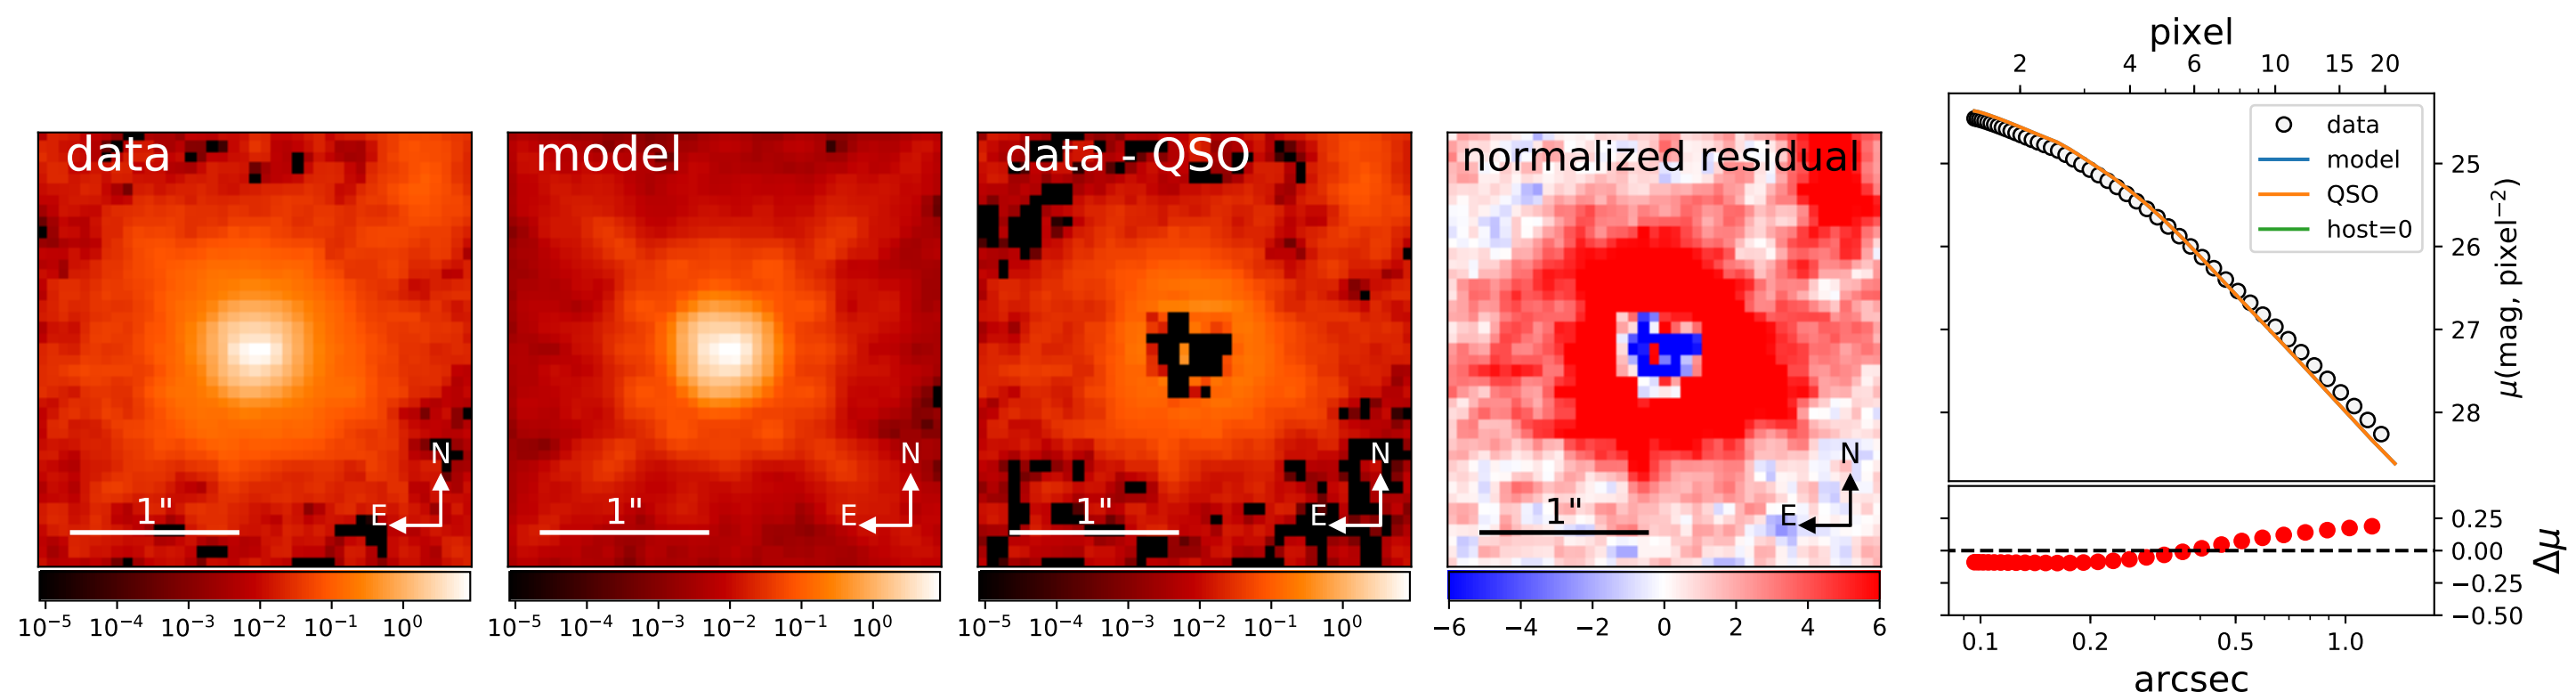 data
N
E
1"
10⁻⁵ 10⁻⁴ 10⁻³ 10⁻² 10⁻¹ 10⁰
model
N
E
1"
10⁻⁵ 10⁻⁴ 10⁻³ 10⁻² 10⁻¹ 10⁰
data - QSO
N
E
1"
10⁻⁵ 10⁻⁴ 10⁻³ 10⁻² 10⁻¹ 10⁰
normalized residual
N
E
1"
−6 −4 −2 0 2 4 6
pixel
2 4 6 10 15 20
data
model
QSO
host=0
25
26
27
28
μ(mag, pixel⁻²)
0.25
0.00
−0.25
−0.50
Δμ
0.1 0.2 0.5 1.0
arcsec